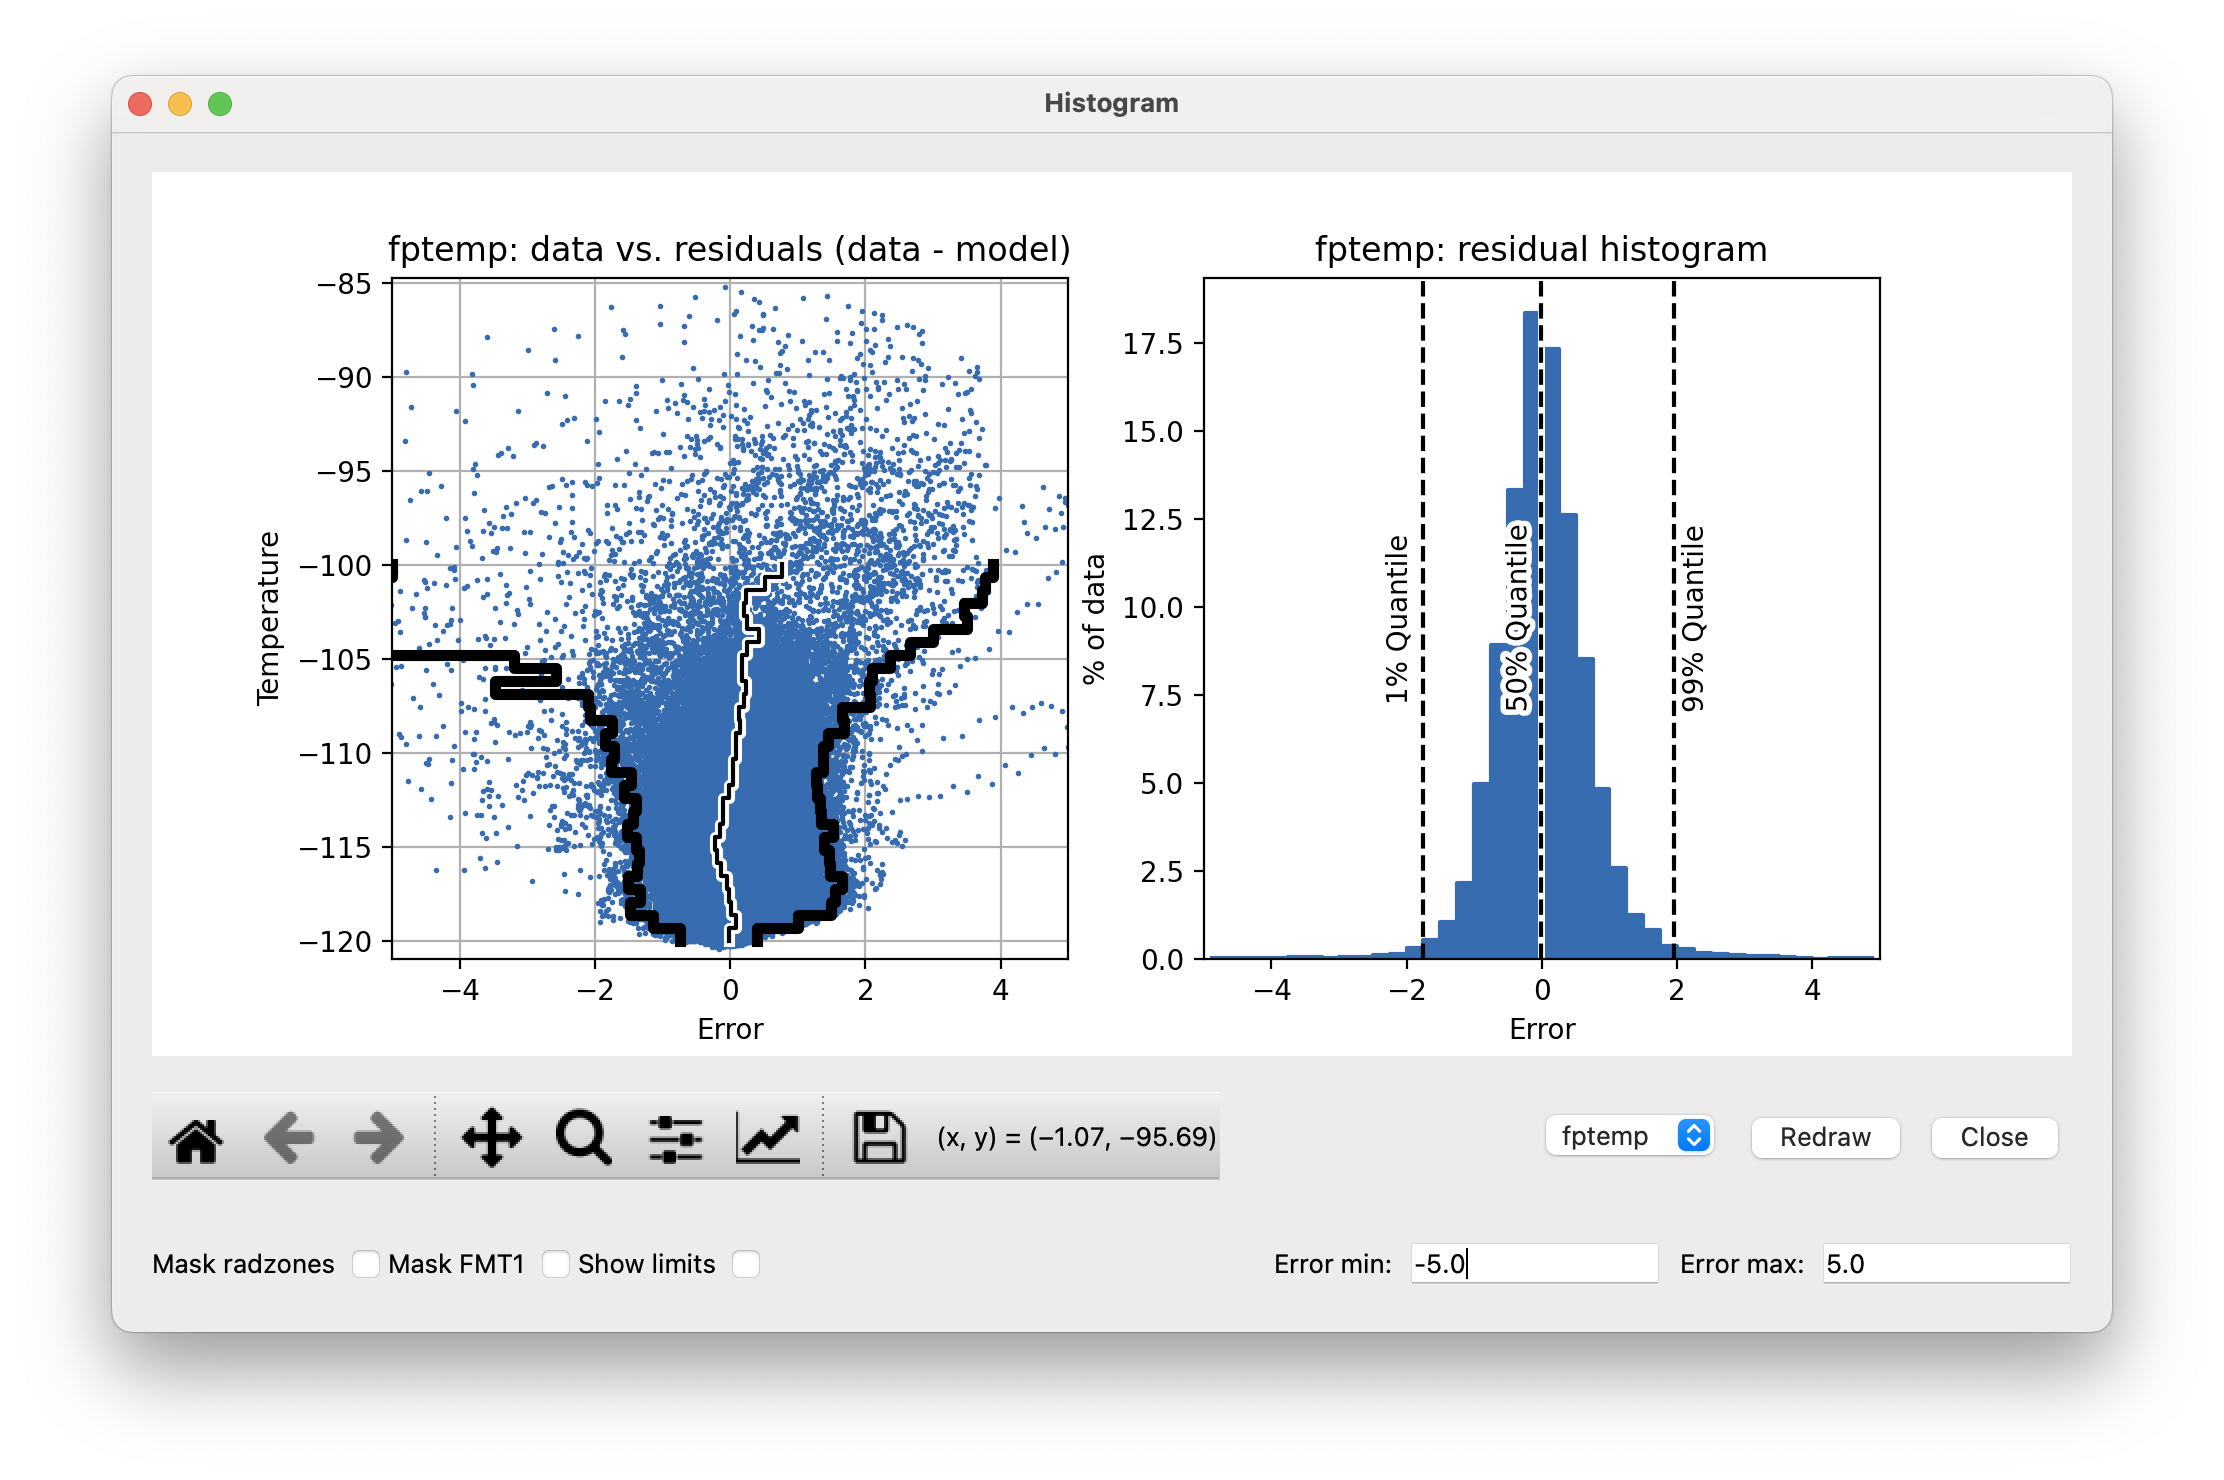 Histogram
fptemp: data vs. residuals (data - model)
−85
−90
−95
−100
−105
−110
−115
−120
Temperature
−4 −2 0 2 4
Error
fptemp: residual histogram
17.5
15.0
12.5
10.0
7.5
5.0
2.5
0.0
% of data
1% Quantile
50% Quantile
99% Quantile
−4 −2 0 2 4
Error
(x, y) = (−1.07, −95.69)
fptemp
Redraw
Close
Mask radzones Mask FMT1 Show limits
Error min: -5.0 Error max: 5.0